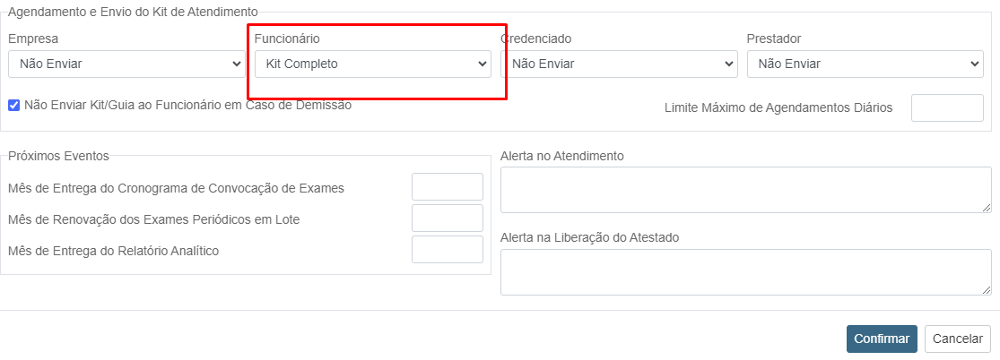 Agendamento e Envio do Kit de Atendimento
Empresa Funcionário Credenciado Prestador
Não Enviar Kit Completo Não Enviar Não Enviar
Não Enviar Kit/Guia ao Funcionário em Caso de Demissão Limite Máximo de Agendamentos Diários
Próximos Eventos
Mês de Entrega do Cronograma de Convocação de Exames
Mês de Renovação dos Exames Periódicos em Lote
Mês de Entrega do Relatório Analítico
Alerta no Atendimento
Alerta na Liberação do Atestado
Confirmar Cancelar